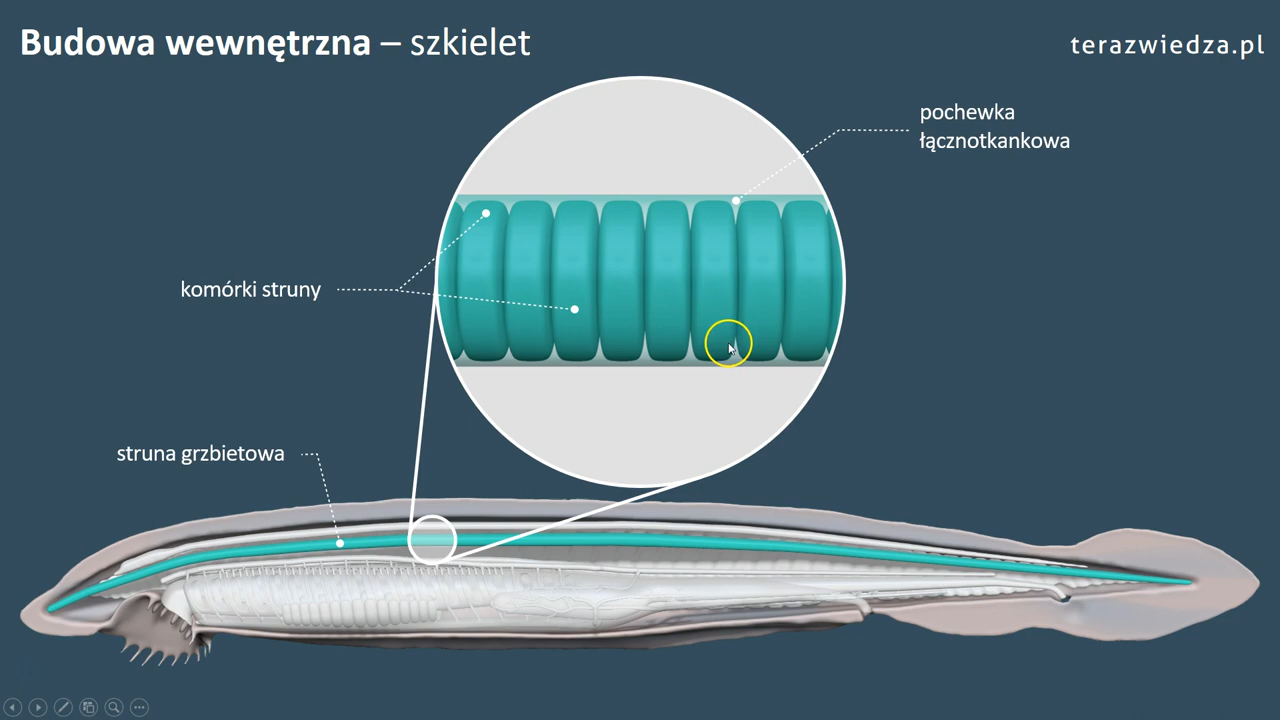 Budowa wewnętrzna – szkielet
terazwiedza.pl
pochewka
łącznotkankowa
komórki struny
struna grzbietowa